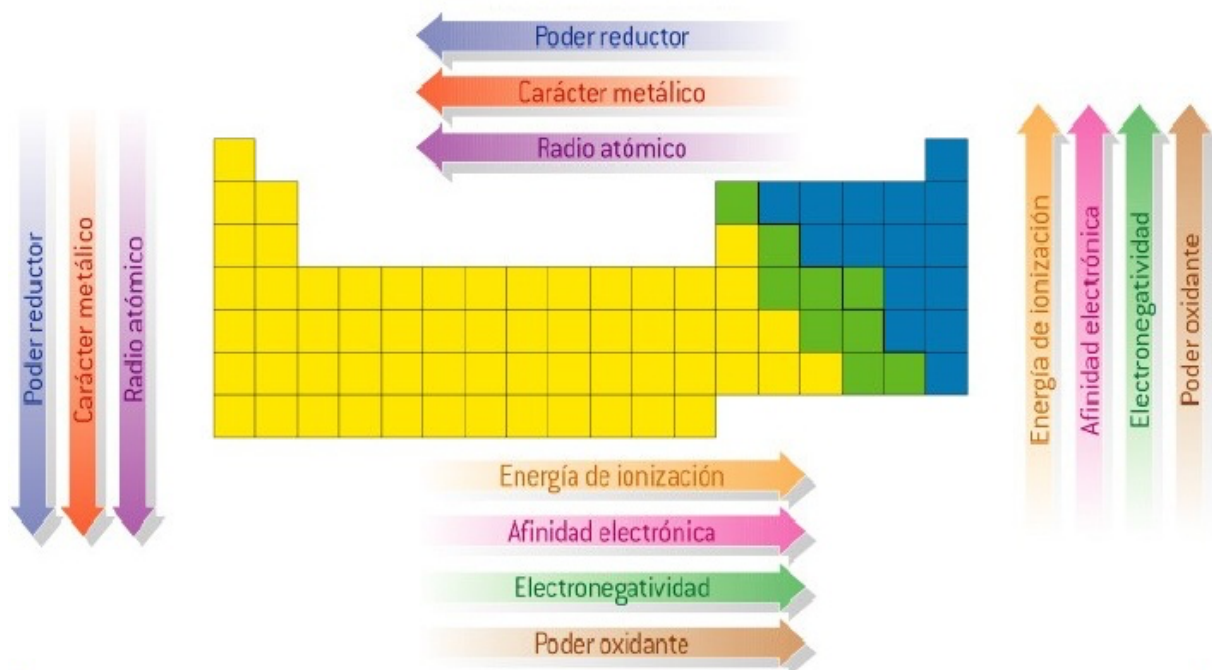 Poder reductor
Carácter metálico
Radio atómico
Poder reductor
Carácter metálico
Radio atómico
Energía de ionización
Afinidad electrónica
Electronegatividad
Poder oxidante
Energía de ionización
Afinidad electrónica
Electronegatividad
Poder oxidante